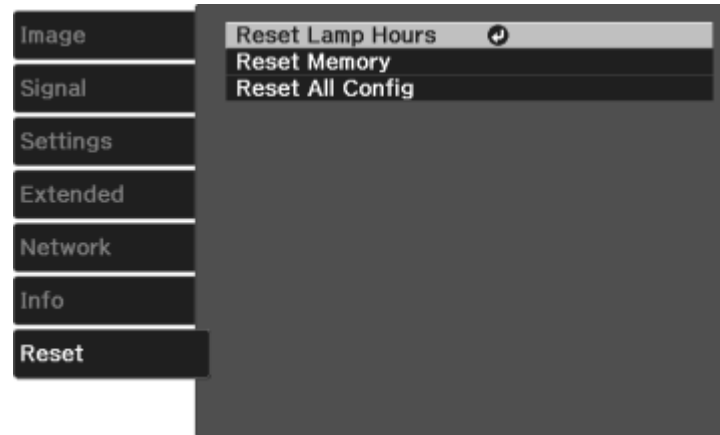 Image
Signal
Settings
Extended
Network
Info
Reset
Reset Lamp Hours
Reset Memory
Reset All Config